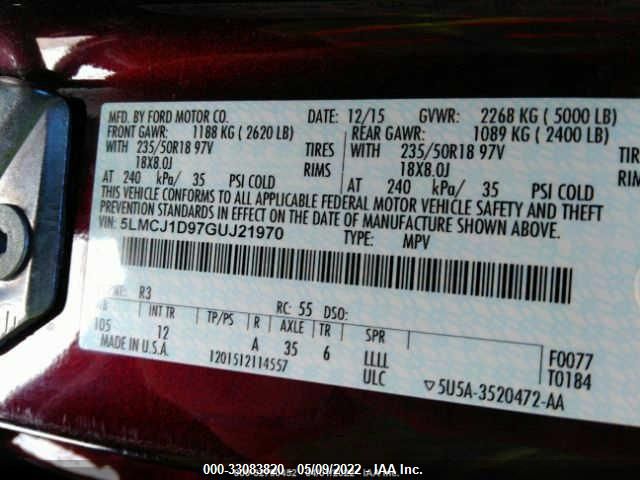 MFD. BY FORD MOTOR CO. DATE: 12/15 GVWR: 2268 KG ( 5000 LB)
FRONT GAWR: 1188 KG ( 2620 LB) REAR GAWR: 1089 KG ( 2400 LB)
WITH 235/50R18 97V TIRES WITH 235/50R18 97V TIRES
18X8.0J RIMS 18X8.0J RIMS
AT 240 kPa/ 35 PSI COLD AT 240 kPa/ 35 PSI COLD
THIS VEHICLE CONFORMS TO ALL APPLICABLE FEDERAL MOTOR VEHICLE SAFETY AND THEFT
PREVENTION STANDARDS IN EFFECT ON THE DATE OF MANUFACTURE SHOWN ABOVE.
VIN: 5LMCJ1D97GUJ21970 TYPE: MPV
R3 RC: 55 DSO:
INT TR TP/PS R AXLE TR SPR
105 12 A 35 6 LLLL F0077
MADE IN U.S.A. 1201512114557 ULC T0184
5U5A-3520472-AA
000-33083820 - 05/09/2022 - IAA Inc.